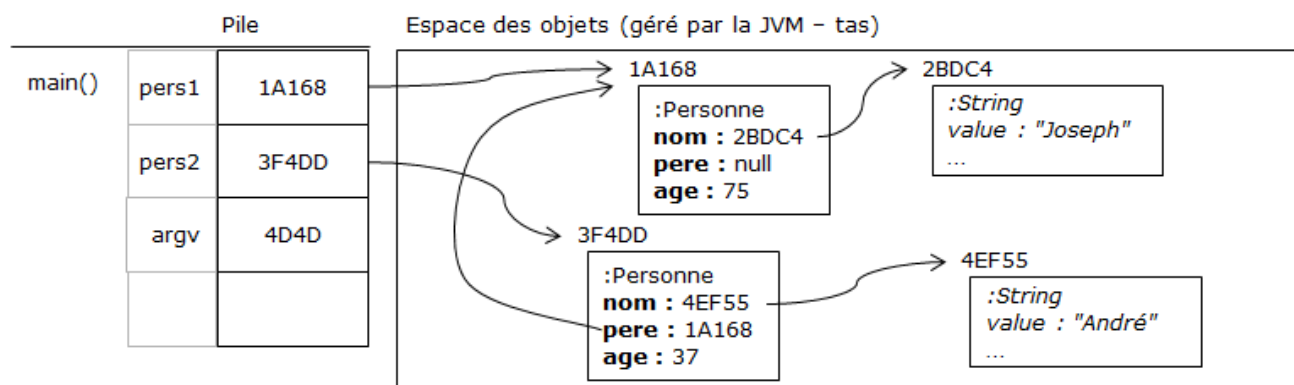 Pile
Espace des objets (géré par la JVM – tas)
main()
pers1
1A168
pers2
3F4DD
argv
4D4D
1A168
:Personne
nom : 2BDC4
pere : null
age : 75
2BDC4
:String
value : "Joseph"
...
3F4DD
:Personne
nom : 4EF55
pere : 1A168
age : 37
4EF55
:String
value : "André"
...